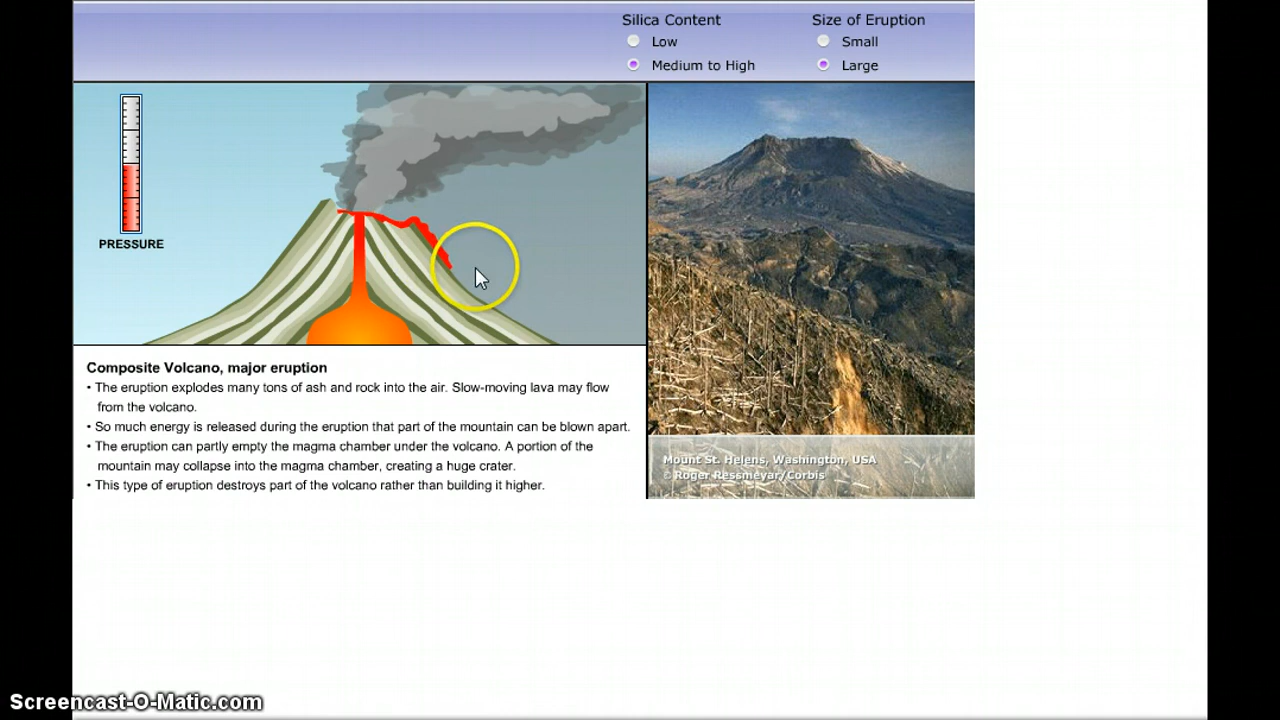 Silica Content
Size of Eruption
Low
Small
Medium to High
Large
PRESSURE
Composite Volcano, major eruption
• The eruption explodes many tons of ash and rock into the air. Slow-moving lava may flow
from the volcano.
• So much energy is released during the eruption that part of the mountain can be blown apart.
• The eruption can partly empty the magma chamber under the volcano. A portion of the
mountain may collapse into the magma chamber, creating a huge crater.
• This type of eruption destroys part of the volcano rather than building it higher.
Mount St. Helens, Washington, USA
© Roger Ressmeyar/Corbis
Screencast-O-Matic.com